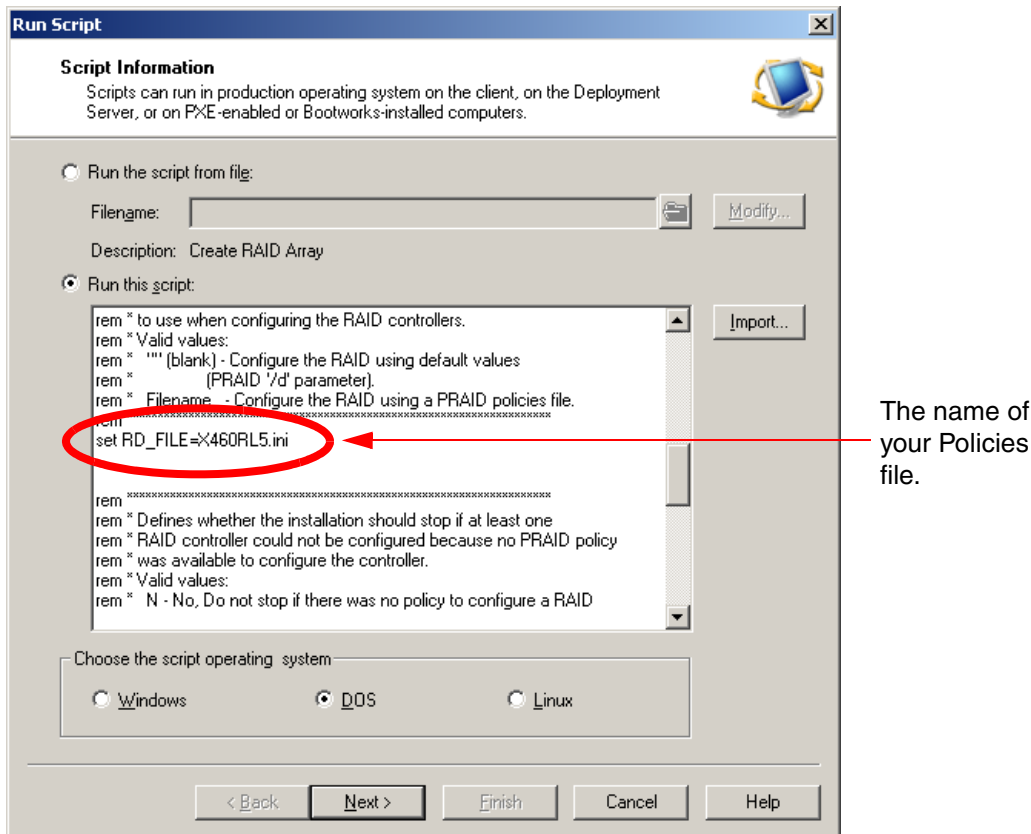 Run Script
Script Information
Scripts can run in production operating system on the client, on the Deployment
Server, or on PXE-enabled or Bootworks-installed computers.
Run the script from file:
Filename:
Modify...
Description: Create RAID Array
Run this script:
Import...
rem * to use when configuring the RAID controllers.
rem * Valid values:
rem * "" (blank) - Configure the RAID using default values
rem * (PRAID '/d' parameter).
rem * Filename - Configure the RAID using a PRAID policies file.
rem **********************************************************************
set RD_FILE=X460RL5.ini
The name of
your Policies
file.
rem **********************************************************************
rem * Defines whether the installation should stop if at least one
rem * RAID controller could not be configured because no PRAID policy
rem * was available to configure the controller.
rem * Valid values:
rem * N - No, Do not stop if there was no policy to configure a RAID
Choose the script operating system
Windows
DOS
Linux
< Back
Next >
Finish
Cancel
Help